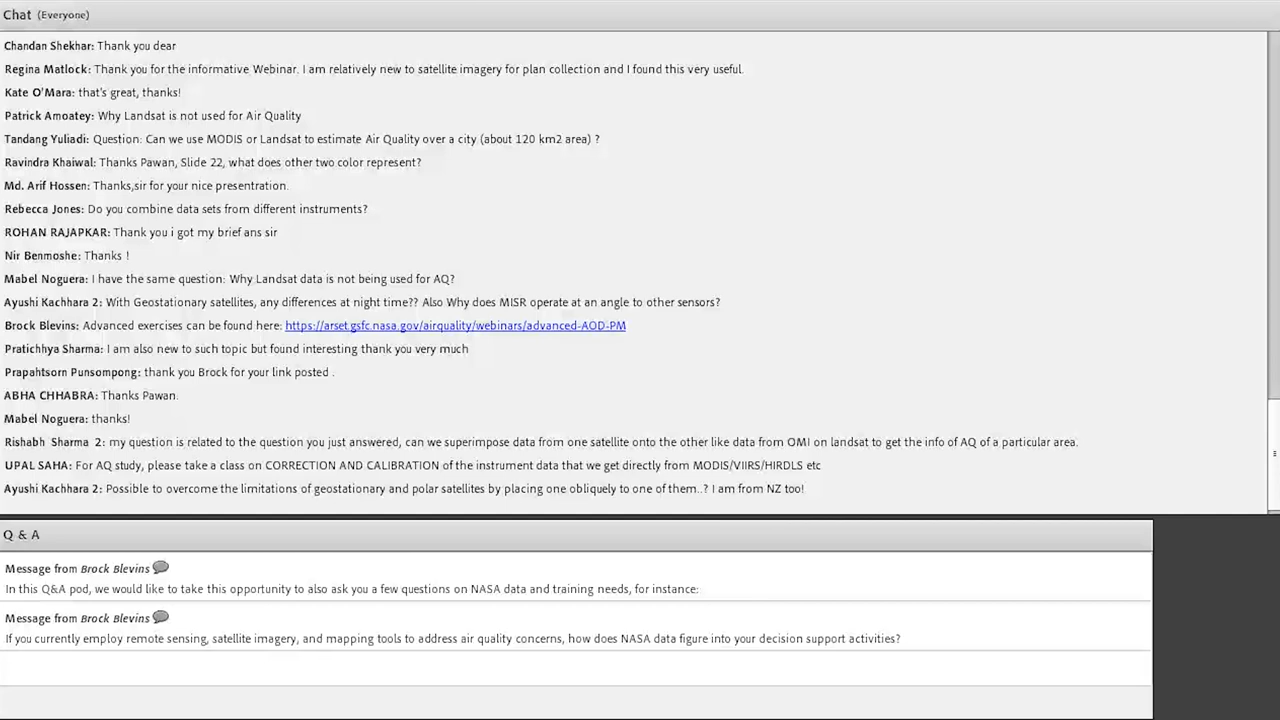 Chat (Everyone)
Chandan Shekhar: Thank you dear
Regina Matlock: Thank you for the informative Webinar. I am relatively new to satellite imagery for plan collection and I found this very useful.
Kate O'Mara: that's great, thanks!
Patrick Amoatey: Why Landsat is not used for Air Quality
Tandang Yuliadi: Question: Can we use MODIS or Landsat to estimate Air Quality over a city (about 120 km2 area) ?
Ravindra Khaiwal: Thanks Pawan, Slide 22, what does other two color represent?
Md. Arif Hossen: Thanks,sir for your nice presentation.
Rebecca Jones: Do you combine data sets from different instruments?
ROHAN RAJAPKAR: Thank you i got my brief ans sir
Nir Benmoshe: Thanks !
Mabel Noguera: I have the same question: Why Landsat data is not being used for AQ?
Ayushi Kachhara 2: With Geostationary satellites, any differences at night time?? Also Why does MISR operate at an angle to other sensors?
Brock Blevins: Advanced exercises can be found here: https://arset.gsfc.nasa.gov/airquality/webinars/advanced-AOD-PM
Pratichhya Sharma: I am also new to such topic but found interesting thank you very much
Prapahtsorn Punsompong: thank you Brock for your link posted .
ABHA CHHABRA: Thanks Pawan.
Mabel Noguera: thanks!
Rishabh Sharma 2: my question is related to the question you just answered, can we superimpose data from one satellite onto the other like data from OMI on landsat to get the info of AQ of a particular area.
UPAL SAHA: For AQ study, please take a class on CORRECTION AND CALIBRATION of the instrument data that we get directly from MODIS/VIIRS/HIRDLS etc
Ayushi Kachhara 2: Possible to overcome the limitations of geostationary and polar satellites by placing one obliquely to one of them..? I am from NZ too!
Q & A
Message from Brock Blevins
In this Q&A pod, we would like to take this opportunity to also ask you a few questions on NASA data and training needs, for instance:
Message from Brock Blevins
If you currently employ remote sensing, satellite imagery, and mapping tools to address air quality concerns, how does NASA data figure into your decision support activities?